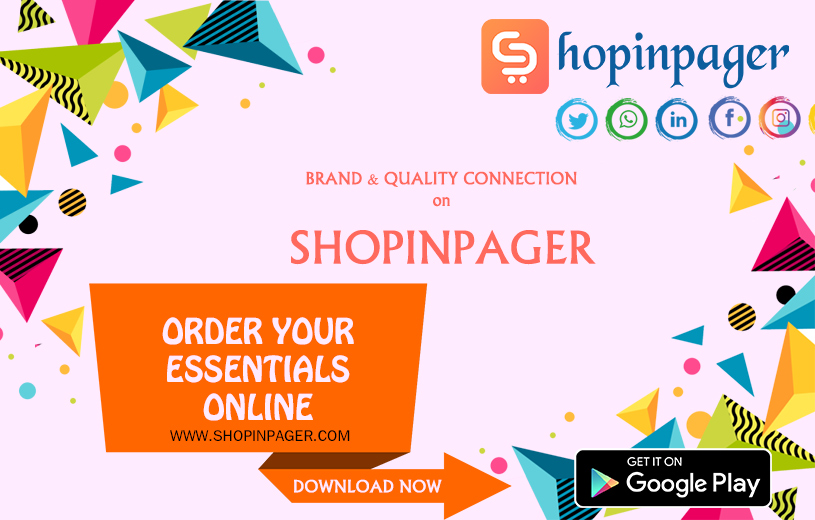 Shopinpager
BRAND & QUALITY CONNECTION
on
SHOPINPAGER
ORDER YOUR
ESSENTIALS
ONLINE
WWW.SHOPINPAGER.COM
DOWNLOAD NOW
GET IT ON
Google Play